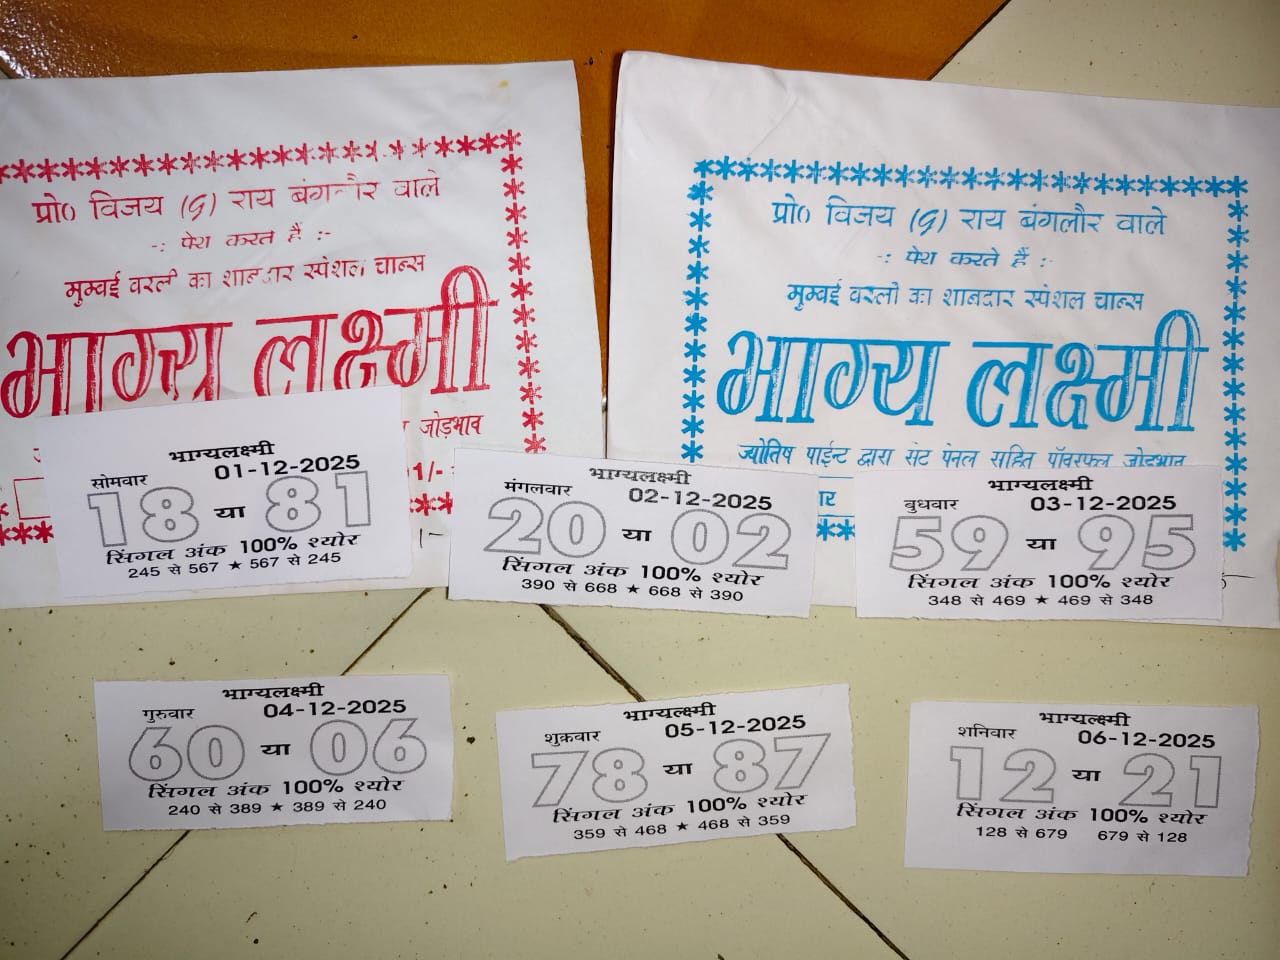 प्रो० विजय (G) राय बंगलौर वाले
-: पेश करते हैं :-
मुम्बई वरली का शानदार स्पेशल चान्स
भाग्य लक्ष्मी
जोड़भाव
1/-
प्रो० विजय (G) राय बंगलौर वाले
-: पेश करते हैं :-
मुम्बई वरली का शानदार स्पेशल चान्स
भाग्य लक्ष्मी
ज्योतिष पाईन्ट द्वारा सेट पेनल सहित पॉवरफुल जोड़भाव
भाग्यलक्ष्मी
सोमवार 01-12-2025
18 या 81
सिंगल अंक 100% श्योर
245 से 567 ★ 567 से 245
भाग्यलक्ष्मी
मंगलवार 02-12-2025
20 या 02
सिंगल अंक 100% श्योर
390 से 668 ★ 668 से 390
भाग्यलक्ष्मी
बुधवार 03-12-2025
59 या 95
सिंगल अंक 100% श्योर
348 से 469 ★ 469 से 348
भाग्यलक्ष्मी
गुरुवार 04-12-2025
60 या 06
सिंगल अंक 100% श्योर
240 से 389 ★ 389 से 240
भाग्यलक्ष्मी
शुक्रवार 05-12-2025
78 या 87
सिंगल अंक 100% श्योर
359 से 468 ★ 468 से 359
भाग्यलक्ष्मी
शनिवार 06-12-2025
12 या 21
सिंगल अंक 100% श्योर
128 से 679 679 से 128